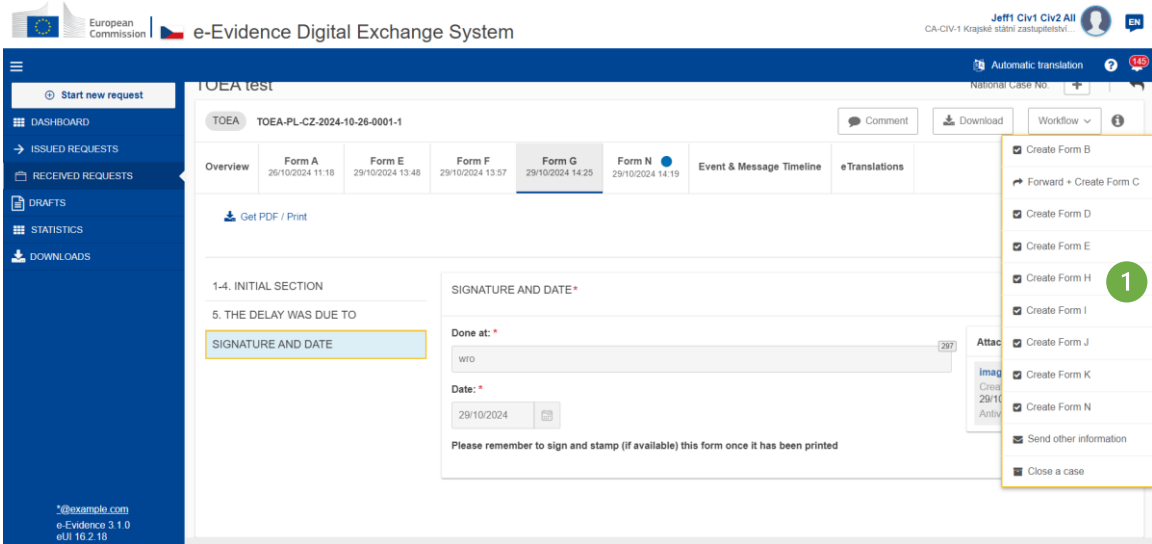 European
Commission
e-Evidence Digital Exchange System
Jeff1 Civ1 Civ2 All
CA-CIV-1 Krajské státní zastupitelství...
EN
Automatic translation
?
145
Start new request
DASHBOARD
ISSUED REQUESTS
RECEIVED REQUESTS
DRAFTS
STATISTICS
DOWNLOADS
*@example.com
e-Evidence 3.1.0
eUI 16.2.18
TOEA test
National Case No.
+
TOEA TOEA-PL-CZ-2024-10-26-0001-1
Comment
Download
Workflow
Overview
Form A
26/10/2024 11:18
Form E
29/10/2024 13:48
Form F
29/10/2024 13:57
Form G
29/10/2024 14:25
Form N
29/10/2024 14:19
Event & Message Timeline
eTranslations
Get PDF / Print
1-4. INITIAL SECTION
5. THE DELAY WAS DUE TO
SIGNATURE AND DATE
SIGNATURE AND DATE*
Done at: *
297
wro
Date: *
29/10/2024
Please remember to sign and stamp (if available) this form once it has been printed
Attac
imag
Crea
29/10
Antiv
Create Form B
Forward + Create Form C
Create Form D
Create Form E
Create Form H
1
Create Form I
Create Form J
Create Form K
Create Form N
Send other information
Close a case